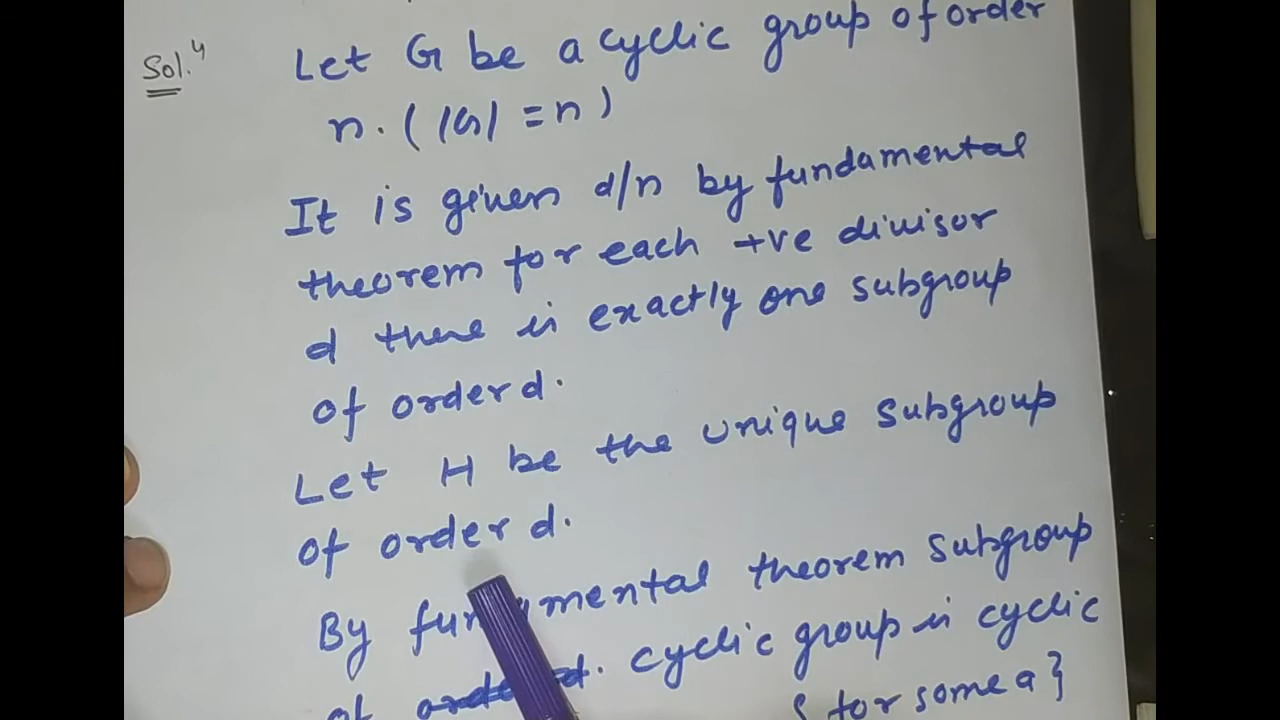 Sol.4 Let G be a cyclic group of order
n. (|G| = n)
It is given d/n by fundamental
theorem for each +ve divisor
d there is exactly one subgroup
of order d.
Let H be the unique subgroup
of order d.
By mental theorem subgroup
of cyclic group is cyclic
for some a}